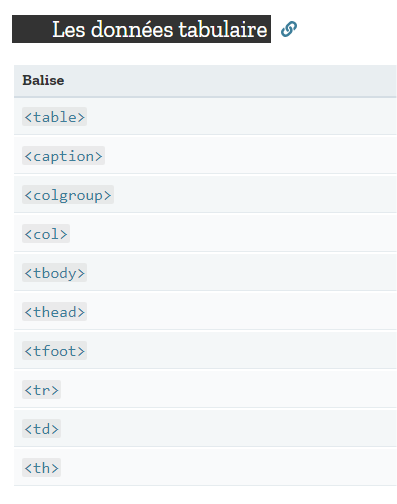 Les données tabulaire
Balise
<table>
<caption>
<colgroup>
<col>
<tbody>
<thead>
<tfoot>
<tr>
<td>
<th>